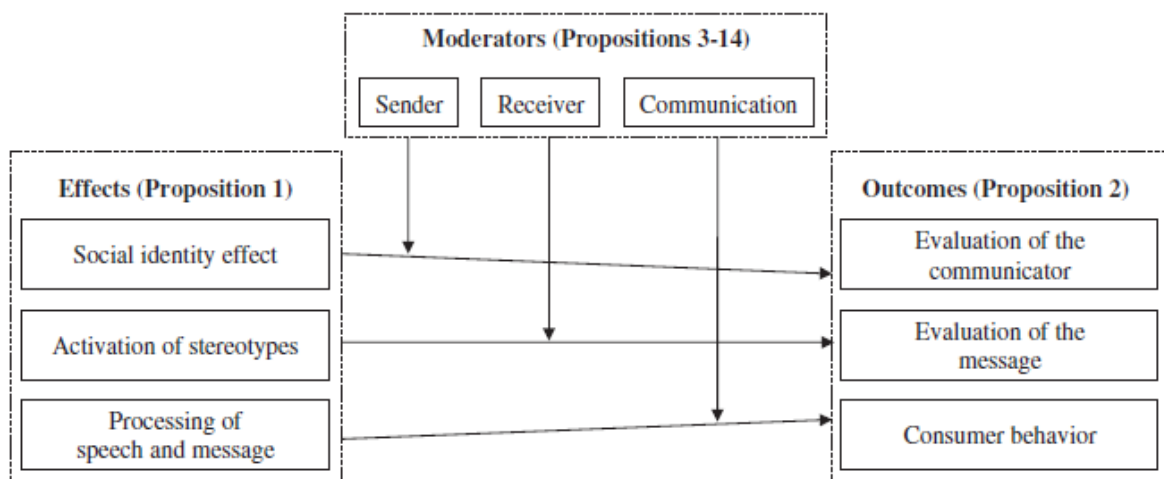 Moderators (Propositions 3-14)
Sender
Receiver
Communication
Effects (Proposition 1)
Social identity effect
Activation of stereotypes
Processing of
speech and message
Outcomes (Proposition 2)
Evaluation of the
communicator
Evaluation of the
message
Consumer behavior